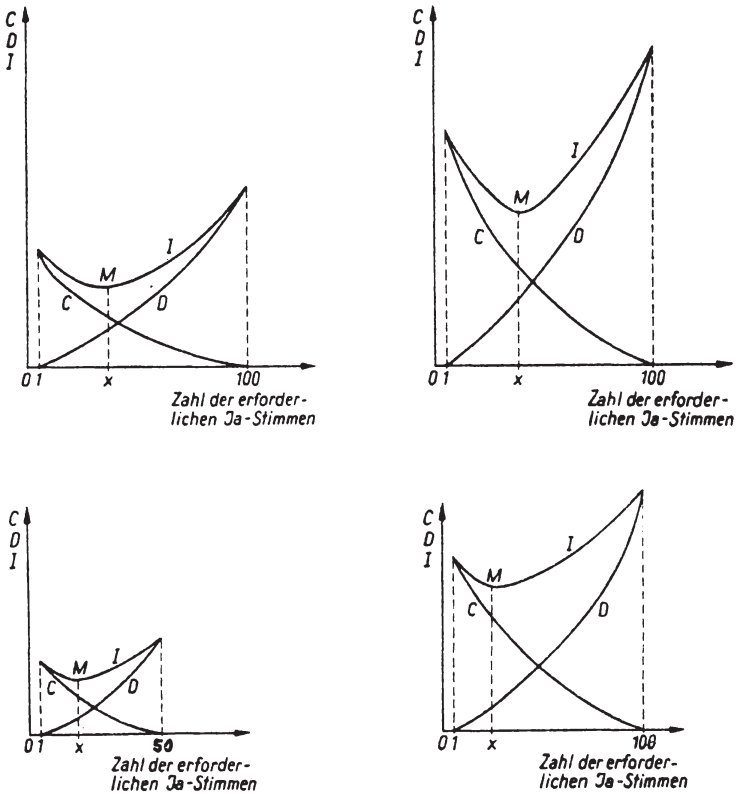 C
D
I
M
I
C
D
0 1
x
100
Zahl der erforder-
lichen Ja-Stimmen
C
D
I
I
M
C
D
0 1
x
100
Zahl der erforder-
lichen Ja-Stimmen
C
D
I
M
I
C
D
0 1
x
50
Zahl der erforder-
lichen Ja-Stimmen
C
D
I
I
M
C
D
0 1
x
100
Zahl der erforder-
lichen Ja-Stimmen